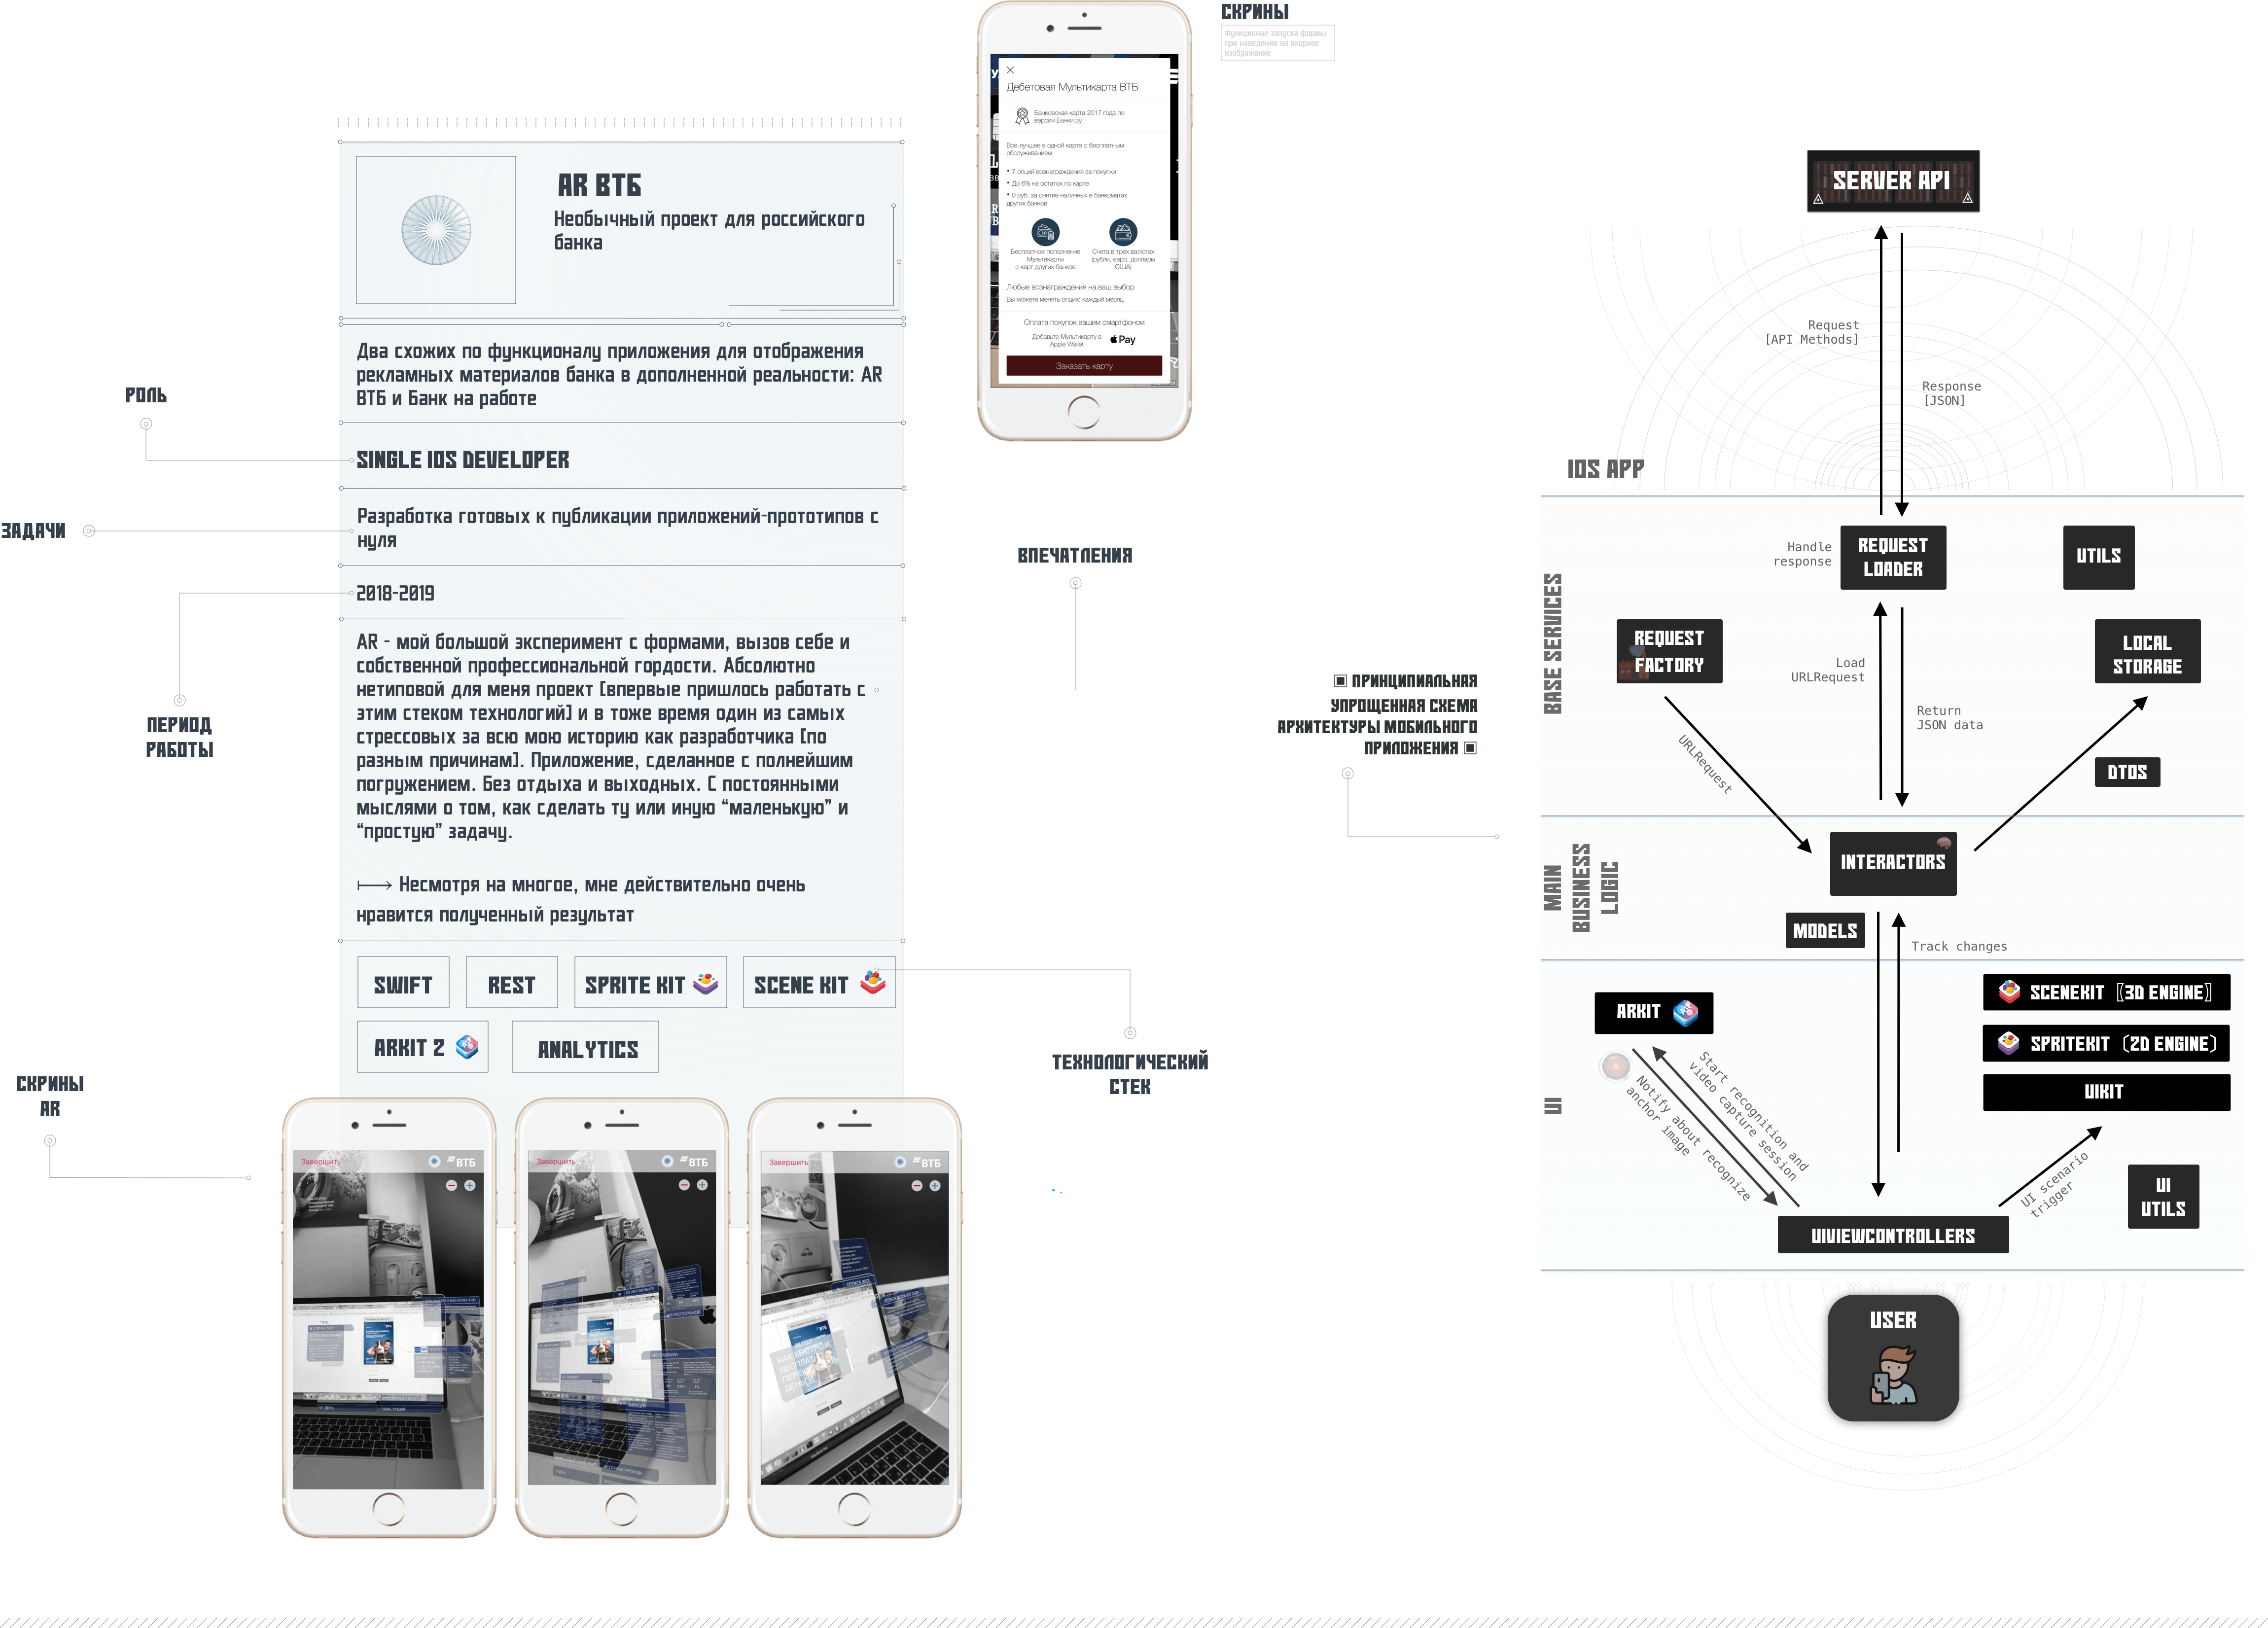 СКРИНЫ
Функционал запуска формы
при наведении на якорное
изображение
Дебетовая Мультикарта ВТБ
Банковская карта 2017 года по
версии Банки.ру
Все лучшее в одной карте с бесплатным
обслуживанием
• 7 опций вознаграждения за покупки
• До 6% на остаток по карте
• 0 руб. за снятие наличных в банкоматах
других банков
Бесплатное пополнение
Мультикарты
с карт других банков
Счета в трех валютах
(рубли, евро, доллары
США)
Любые вознаграждения на ваш выбор
Вы можете менять опцию каждый месяц
Оплата покупок вашим смартфоном
Добавьте Мультикарту в
Apple Wallet
Pay
Заказать карту
AR ВТБ
Необычный проект для российского
банка
Два схожих по функционалу приложения для отображения
рекламных материалов банка в дополненной реальности: AR
ВТБ и Банк на работе
РОЛЬ
SINGLE IOS DEVELOPER
ЗАДАЧИ
Разработка готовых к публикации приложений-прототипов с
нуля
2018-2019
ПЕРИОД
РАБОТЫ
ВПЕЧАТЛЕНИЯ
AR - мой большой эксперимент с формами, вызов себе и
собственной профессиональной гордости. Абсолютно
нетиповой для меня проект [впервые пришлось работать с
этим стеком технологий] и в тоже время один из самых
стрессовых за всю мою историю как разработчика [по
разным причинам]. Приложение, сделанное с полнейшим
погружением. Без отдыха и выходных. С постоянными
мыслями о том, как сделать ту или иную “маленькую” и
“простую” задачу.
Несмотря на многое, мне действительно очень
нравится полученный результат
SWIFT
REST
SPRITE KIT
SCENE KIT
ARKIT 2
ANALYTICS
ТЕХНОЛОГИЧЕСКИЙ
СТЕК
СКРИНЫ
AR
Завершить
ВТБ
Завершить
ВТБ
Завершить
ВТБ
ПРИНЦИПИАЛЬНАЯ
УПРОЩЕННАЯ СХЕМА
АРХИТЕКТУРЫ МОБИЛЬНОГО
ПРИЛОЖЕНИЯ
SERVER API
Request
[API Methods]
Response
[JSON]
IOS APP
BASE SERVICES
Handle
response
REQUEST
LOADER
UTILS
REQUEST
FACTORY
LOCAL
STORAGE
Load
URLRequest
Return
JSON data
URLRequest
DTOS
MAIN
BUSINESS
LOGIC
INTERACTORS
MODELS
Track changes
UI
ARKIT
SCENEKIT [3D ENGINE]
SPRITEKIT (2D ENGINE)
UIKIT
Start recognition and
video capture session
Notify about recognize
anchor image
UI scenario
trigger
UI
UTILS
UIVIEWCONTROLLERS
USER